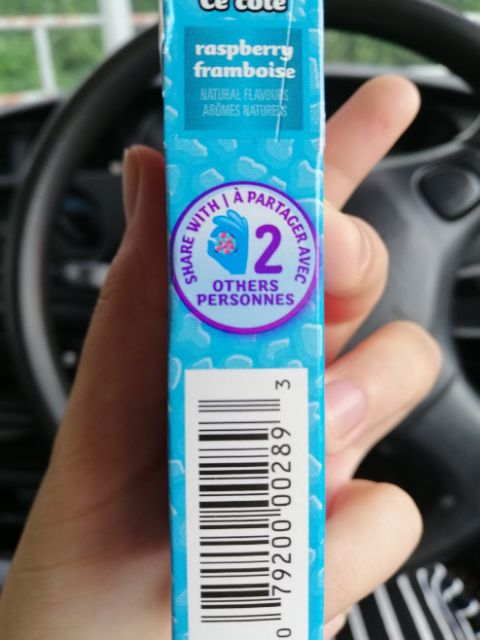 ce côté
raspberry
framboise
NATURAL FLAVOURS
ARÔMES NATURELS
SHARE WITH | À PARTAGER AVEC
2
OTHERS
PERSONNES
0 79200 00289 3